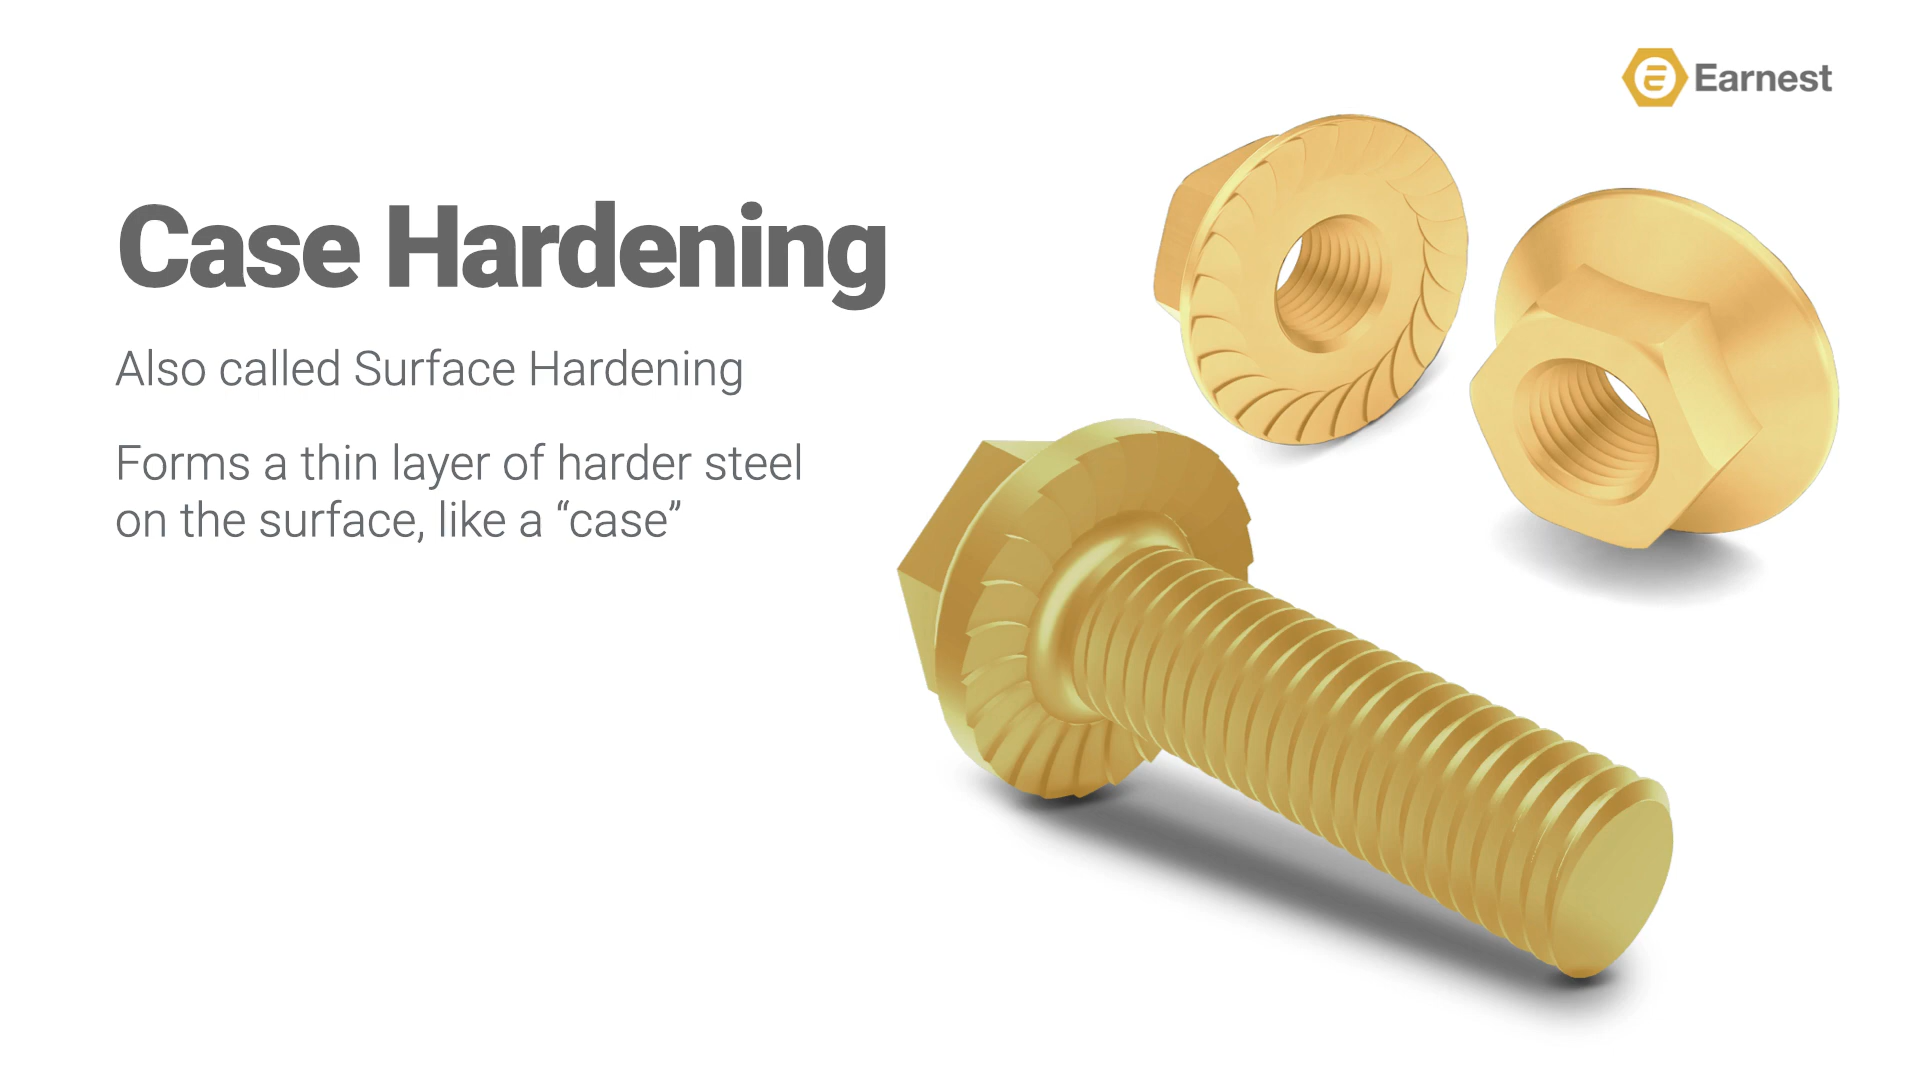 Earnest
Case Hardening
Also called Surface Hardening
Forms a thin layer of harder steel
on the surface, like a “case”